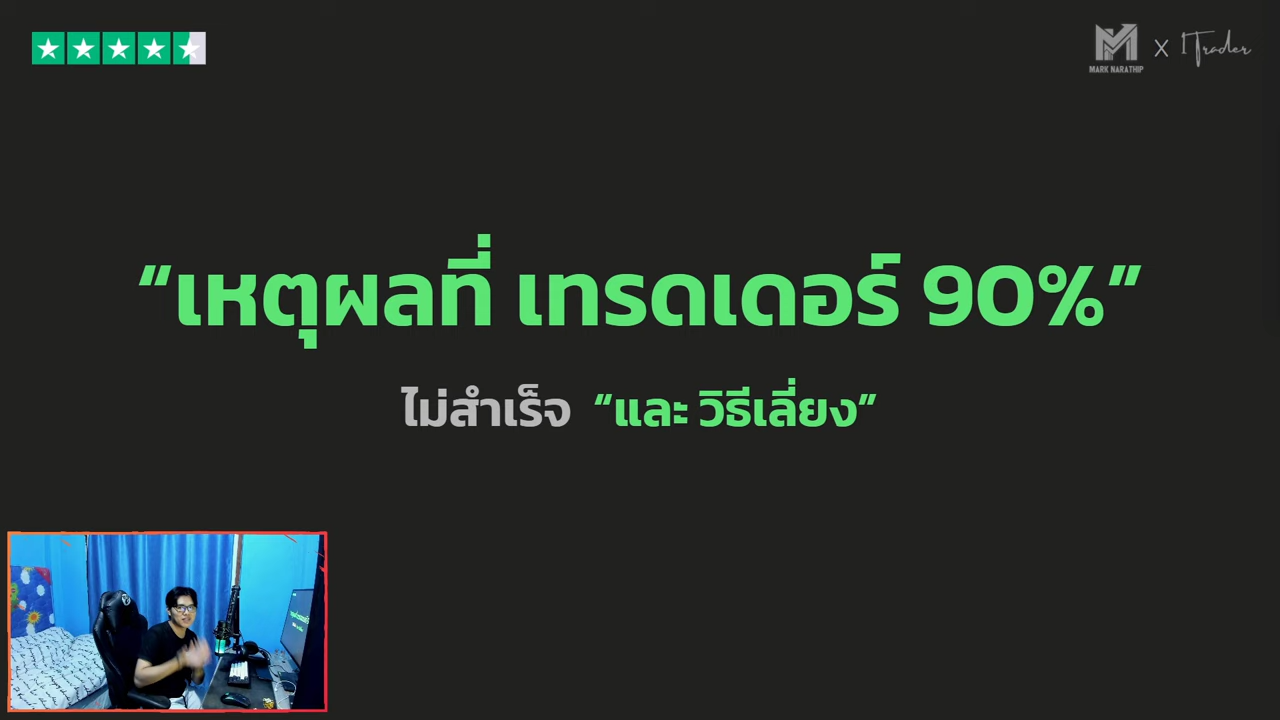 MARK NARATHIP X 1Trader
“เหตุผลที่ เทรดเดอร์ 90%”
ไม่สำเร็จ “และ วิธีเลี่ยง”